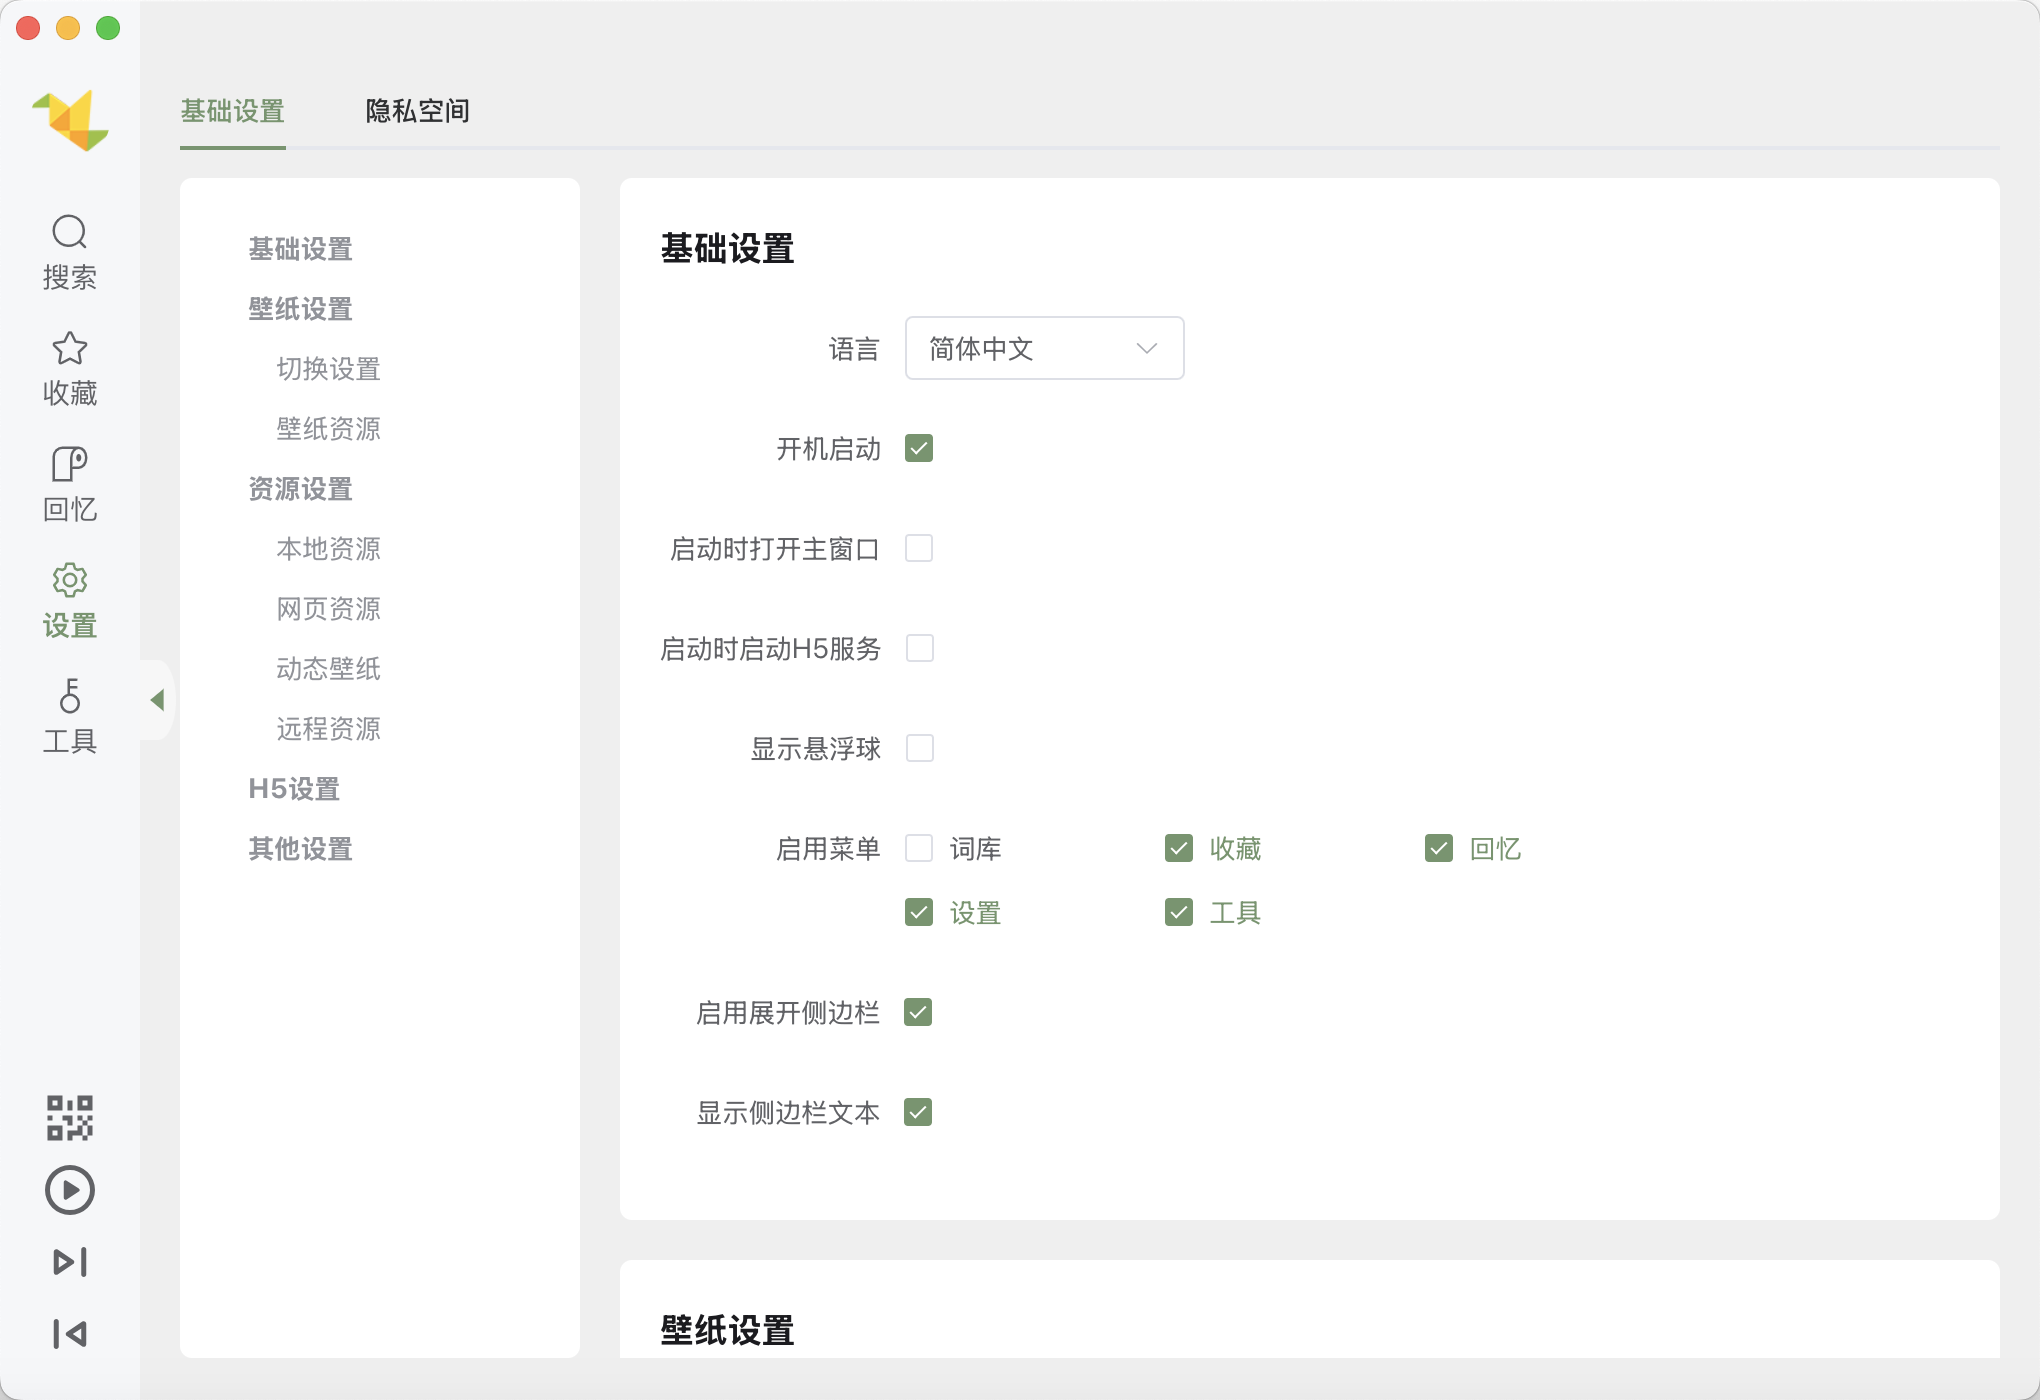 基础设置 隐私空间
搜索
收藏
回忆
设置
工具
基础设置
壁纸设置
切换设置
壁纸资源
资源设置
本地资源
网页资源
动态壁纸
远程资源
H5设置
其他设置
基础设置
语言 简体中文
开机启动
启动时打开主窗口
启动时启动H5服务
显示悬浮球
启用菜单 词库 收藏 回忆
设置 工具
启用展开侧边栏
显示侧边栏文本
壁纸设置